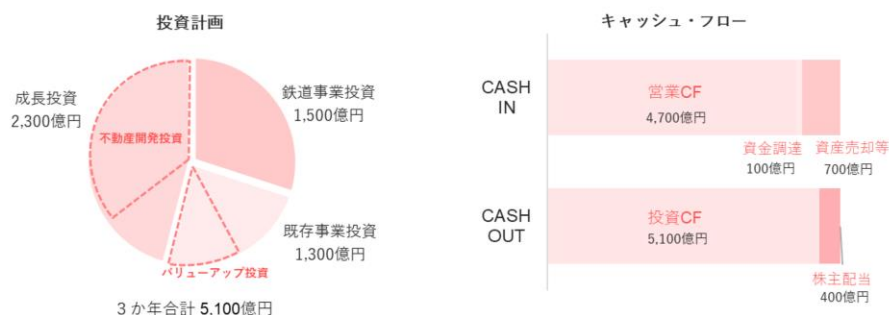 投資計画
成長投資
2,300億円
不動産開発投資
鉄道事業投資
1,500億円
既存事業投資
1,300億円
バリューアップ投資
3か年合計 5,100億円
キャッシュ・フロー
CASH
IN
営業CF
4,700億円
資金調達
100億円
資産売却等
700億円
CASH
OUT
投資CF
5,100億円
株主配当
400億円